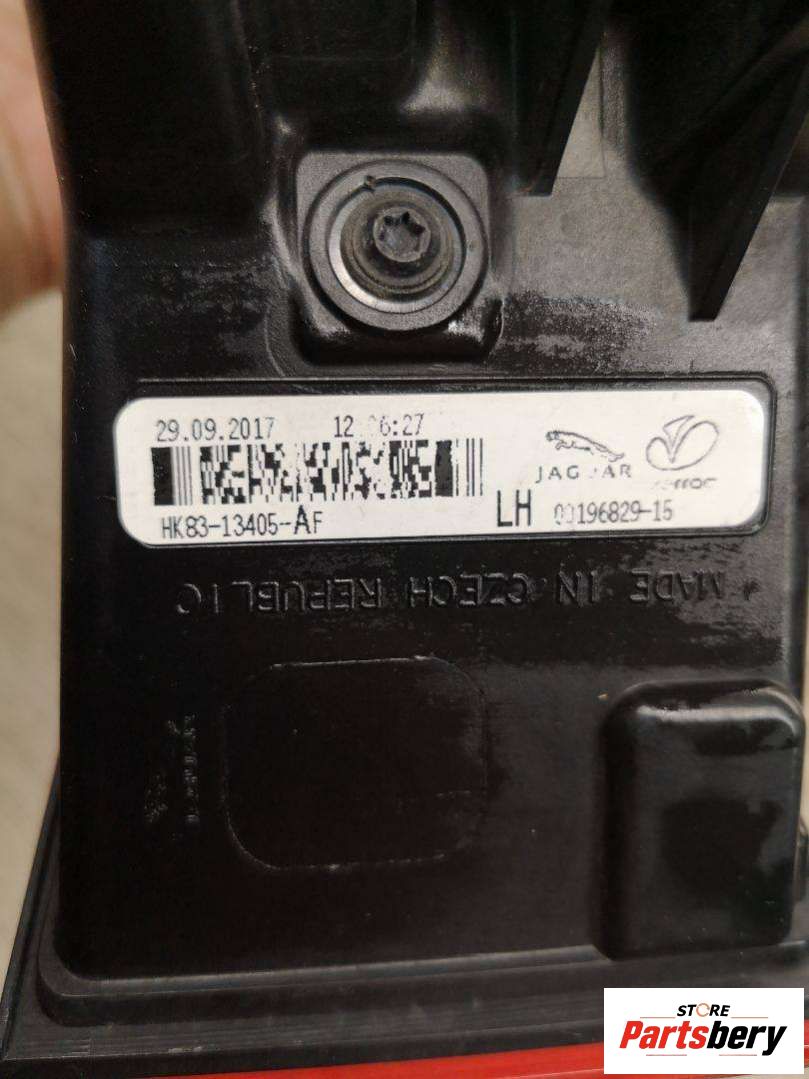 29.09.2017 12:06:27
JAGUAR
HK83-13405-AF LH 00196829-15
MADE IN CZECH REPUBLIC
STORE
Partsbery